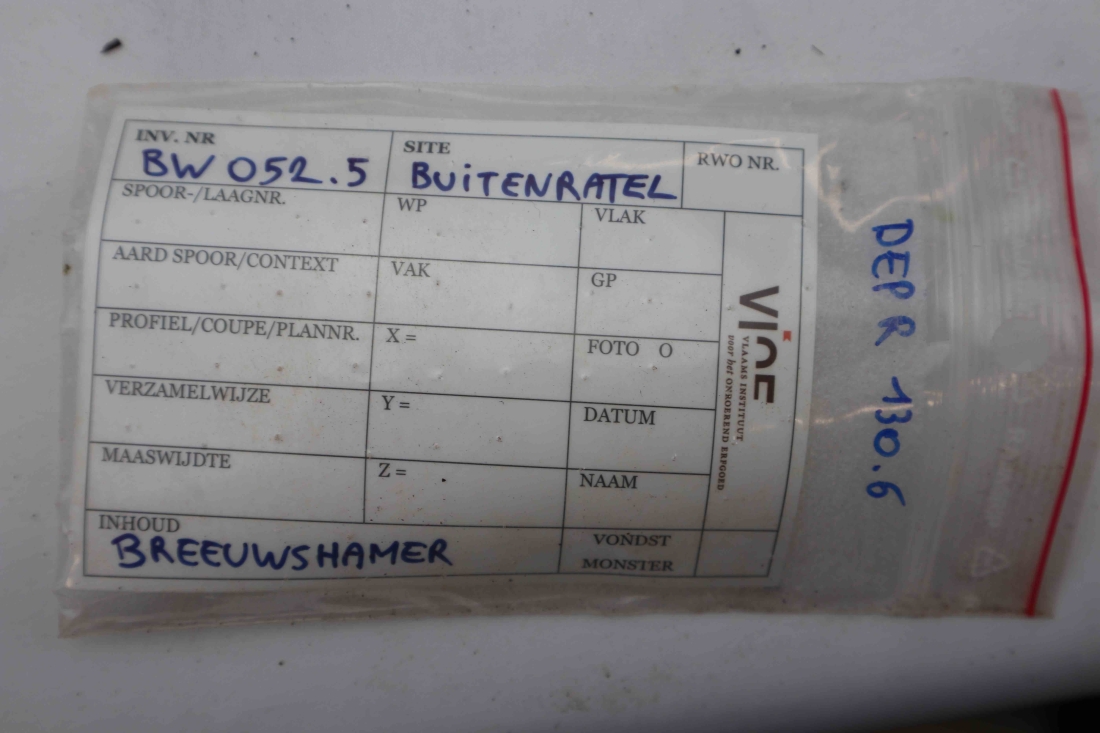 INV. NR
BW 052.5
SITE
BUITENRATEL
RWO NR.
SPOOR-/LAAGNR.
WP
VLAK
AARD SPOOR/CONTEXT
VAK
GP
PROFIEL/COUPE/PLANNR.
X =
FOTO O
VERZAMELWIJZE
Y =
DATUM
MAASWIJDTE
Z =
NAAM
INHOUD
BREEUWSHAMER
VONDST
MONSTER
VIOE
VLAAMS INSTITUUT
voor het ONROEREND ERFGOED
DEPR 130.6